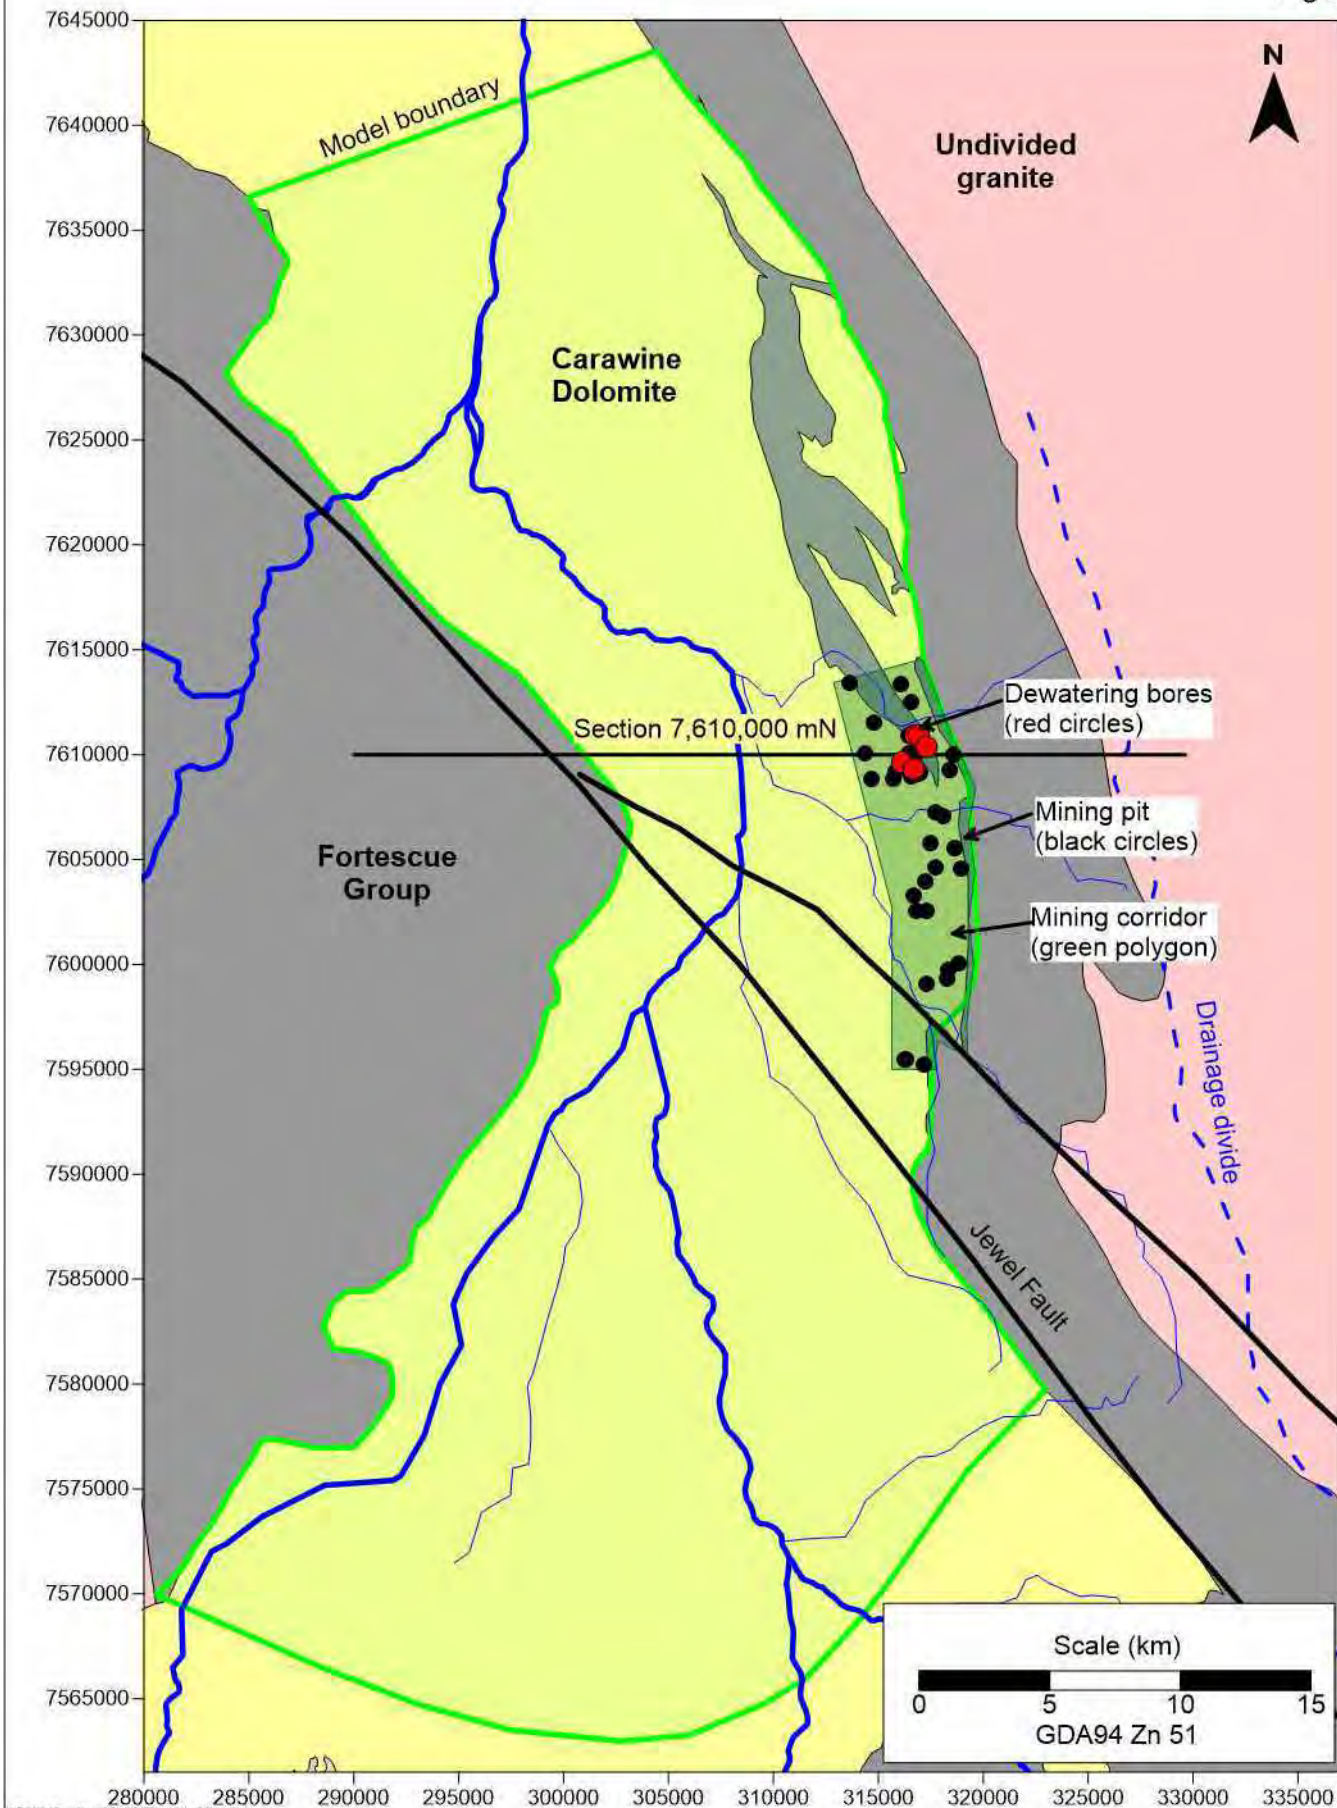 7645000
N
7640000
Model boundary
Undivided
granite
7635000
7630000
Carawine
Dolomite
7625000
7620000
7615000
Dewatering bores
(red circles)
Section 7,610,000 mN
7610000
Mining pit
(black circles)
7605000
Fortescue
Group
Mining corridor
(green polygon)
7600000
Drainage divide
7595000
7590000
7585000
Jewel Fault
7580000
7575000
7570000
Scale (km)
7565000
0 5 10 15
GDA94 Zn 51
280000 285000 290000 295000 300000 305000 310000 315000 320000 325000 330000 335000